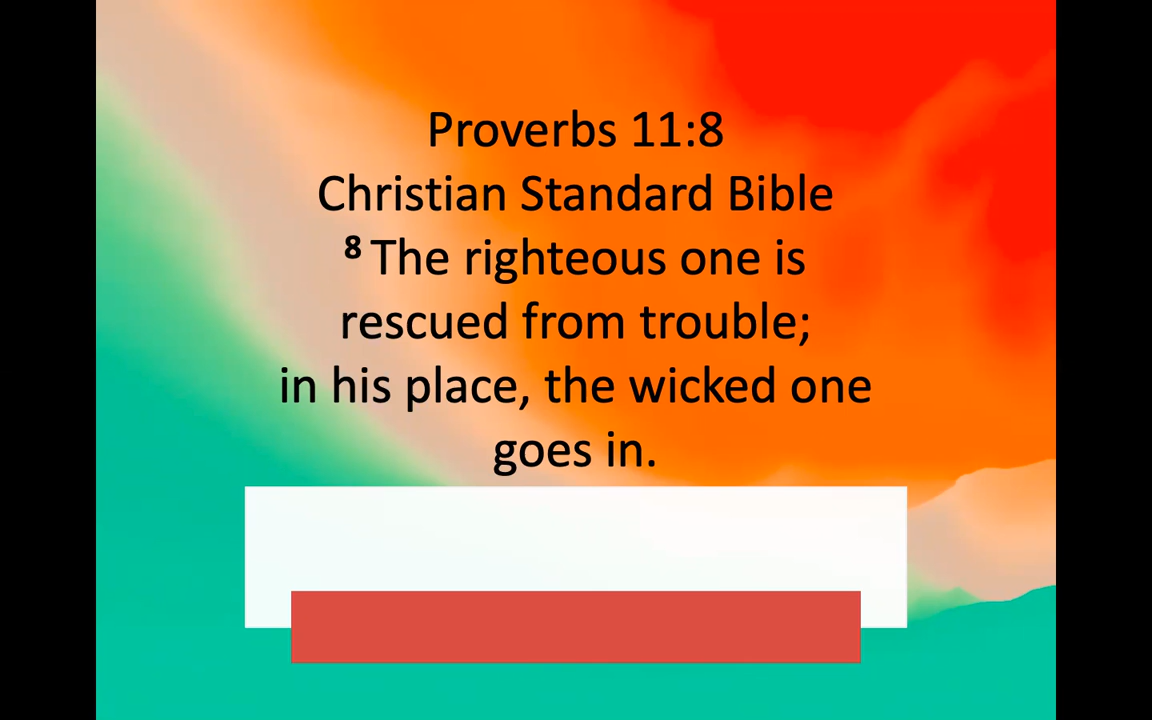 Proverbs 11:8
Christian Standard Bible
⁸ The righteous one is
rescued from trouble;
in his place, the wicked one
goes in.